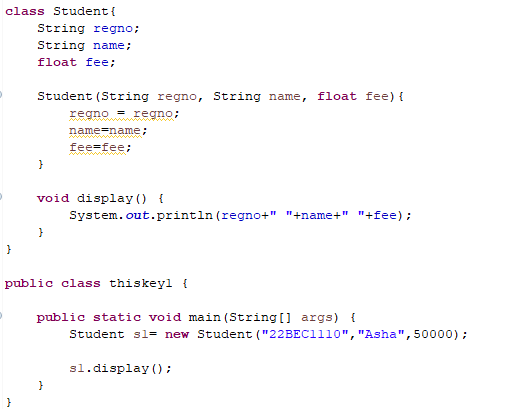 class Student{
    String regno;
    String name;
    float fee;
    Student(String regno, String name, float fee){
        regno = regno;
        name=name;
        fee=fee;
    }
    void display() {
        System.out.println(regno+" "+name+" "+fee);
    }
}
public class thiskey1 {
    public static void main(String[] args) {
        Student s1= new Student("22BEC1110","Asha",50000);
        s1.display();
    }
}